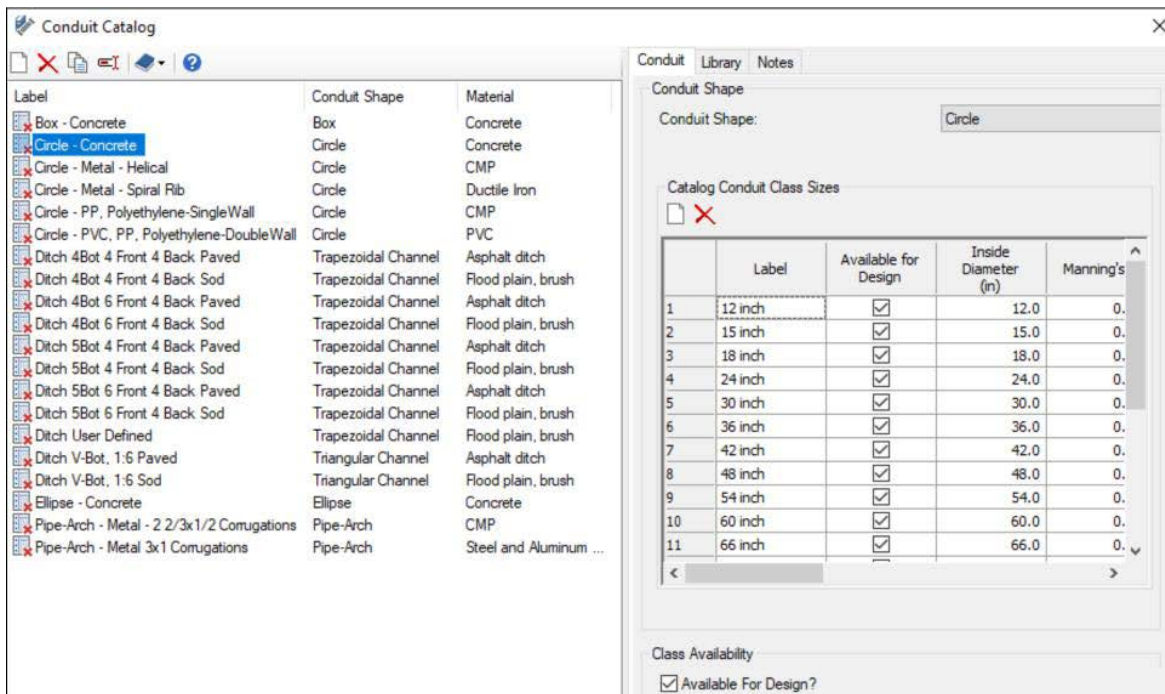 Conduit Catalog
Conduit Library Notes
Label Conduit Shape Material
Box - Concrete Box Concrete
Circle - Concrete Circle Concrete
Circle - Metal - Helical Circle CMP
Circle - Metal - Spiral Rib Circle Ductile Iron
Circle - PP, Polyethylene-SingleWall Circle CMP
Circle - PVC, PP, Polyethylene-DoubleWall Circle PVC
Ditch 4Bot 4 Front 4 Back Paved Trapezoidal Channel Asphalt ditch
Ditch 4Bot 4 Front 4 Back Sod Trapezoidal Channel Flood plain, brush
Ditch 4Bot 6 Front 4 Back Paved Trapezoidal Channel Asphalt ditch
Ditch 4Bot 6 Front 4 Back Sod Trapezoidal Channel Flood plain, brush
Ditch 5Bot 4 Front 4 Back Paved Trapezoidal Channel Asphalt ditch
Ditch 5Bot 4 Front 4 Back Sod Trapezoidal Channel Flood plain, brush
Ditch 5Bot 6 Front 4 Back Paved Trapezoidal Channel Asphalt ditch
Ditch 5Bot 6 Front 4 Back Sod Trapezoidal Channel Flood plain, brush
Ditch User Defined Trapezoidal Channel Flood plain, brush
Ditch V-Bot, 1:6 Paved Triangular Channel Asphalt ditch
Ditch V-Bot, 1:6 Sod Triangular Channel Flood plain, brush
Ellipse - Concrete Ellipse Concrete
Pipe-Arch - Metal - 2 2/3x1/2 Corrugations Pipe-Arch CMP
Pipe-Arch - Metal 3x1 Corrugations Pipe-Arch Steel and Aluminum ...
Conduit Shape
Conduit Shape: Circle
Catalog Conduit Class Sizes
Label Available for Design Inside Diameter (in) Manning's
1 12 inch 12.0 0.
2 15 inch 15.0 0.
3 18 inch 18.0 0.
4 24 inch 24.0 0.
5 30 inch 30.0 0.
6 36 inch 36.0 0.
7 42 inch 42.0 0.
8 48 inch 48.0 0.
9 54 inch 54.0 0.
10 60 inch 60.0 0.
11 66 inch 66.0 0.
Class Availability
Available For Design?